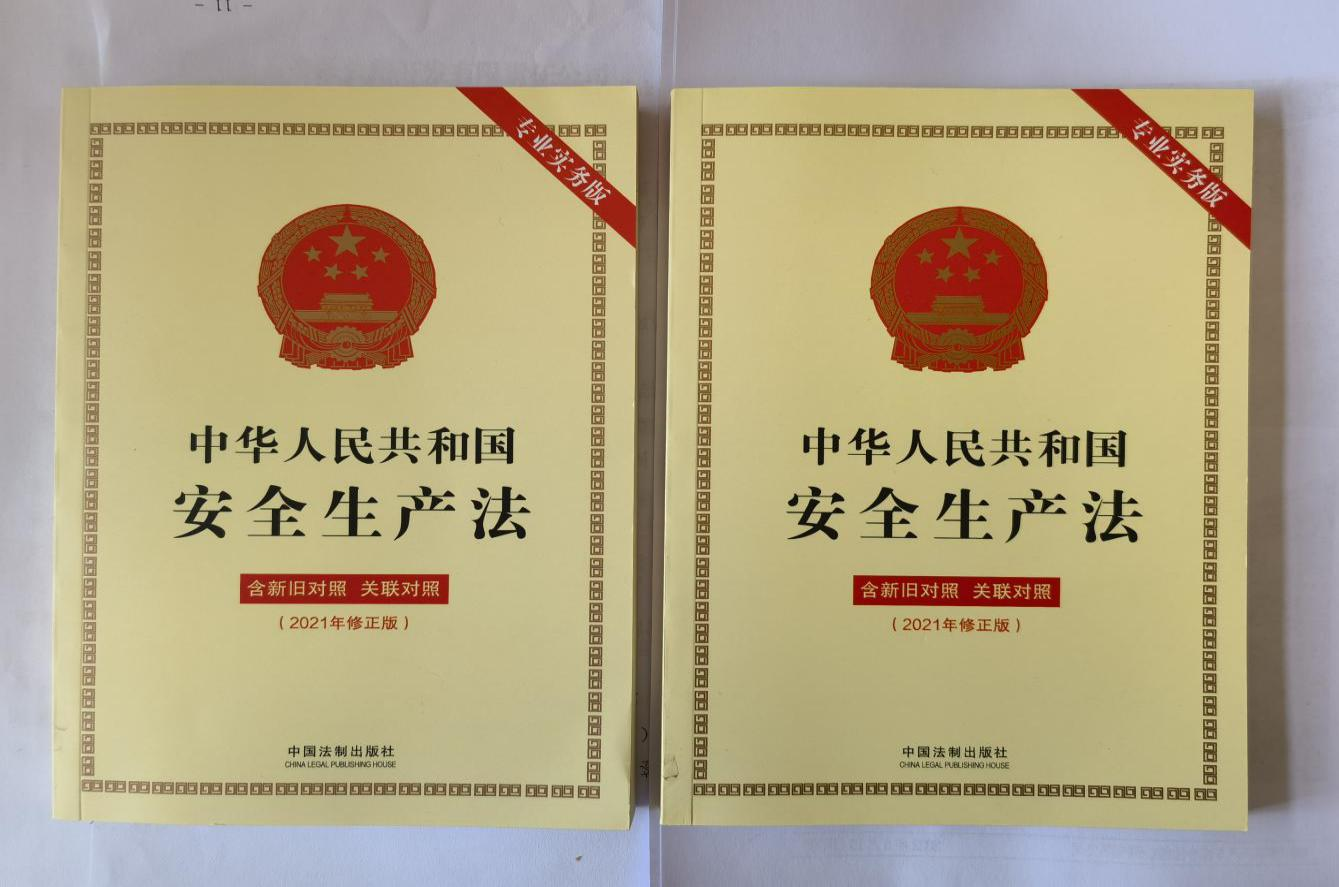 - 11 -
专业实务版
中华人民共和国
安全生产法
含新旧对照 关联对照
（2021年修正版）
中国法制出版社
CHINA LEGAL PUBLISHING HOUSE
专业实务版
中华人民共和国
安全生产法
含新旧对照 关联对照
（2021年修正版）
中国法制出版社
CHINA LEGAL PUBLISHING HOUSE